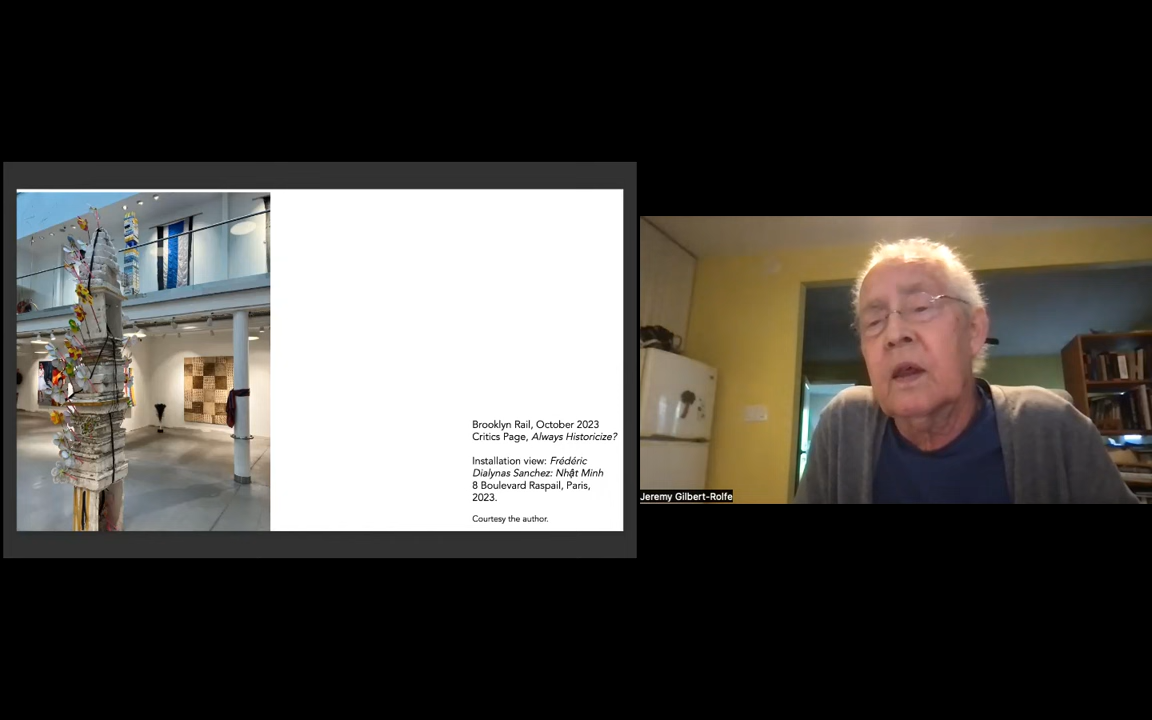 Brooklyn Rail, October 2023
Critics Page, Always Historicize?
Installation view: Frédéric
Dialynas Sanchez: Nhật Minh
8 Boulevard Raspail, Paris,
2023.
Courtesy the author.
Jeremy Gilbert-Rolfe